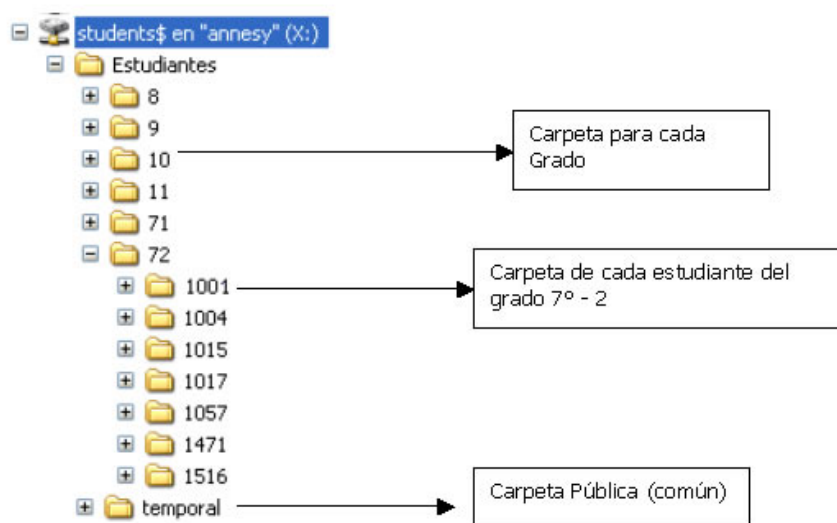 students$ en "annesy" (X:)
Estudiantes
8
9
10
Carpeta para cada
Grado
11
71
72
1001
Carpeta de cada estudiante del
grado 7º - 2
1004
1015
1017
1057
1471
1516
temporal
Carpeta Pública (común)